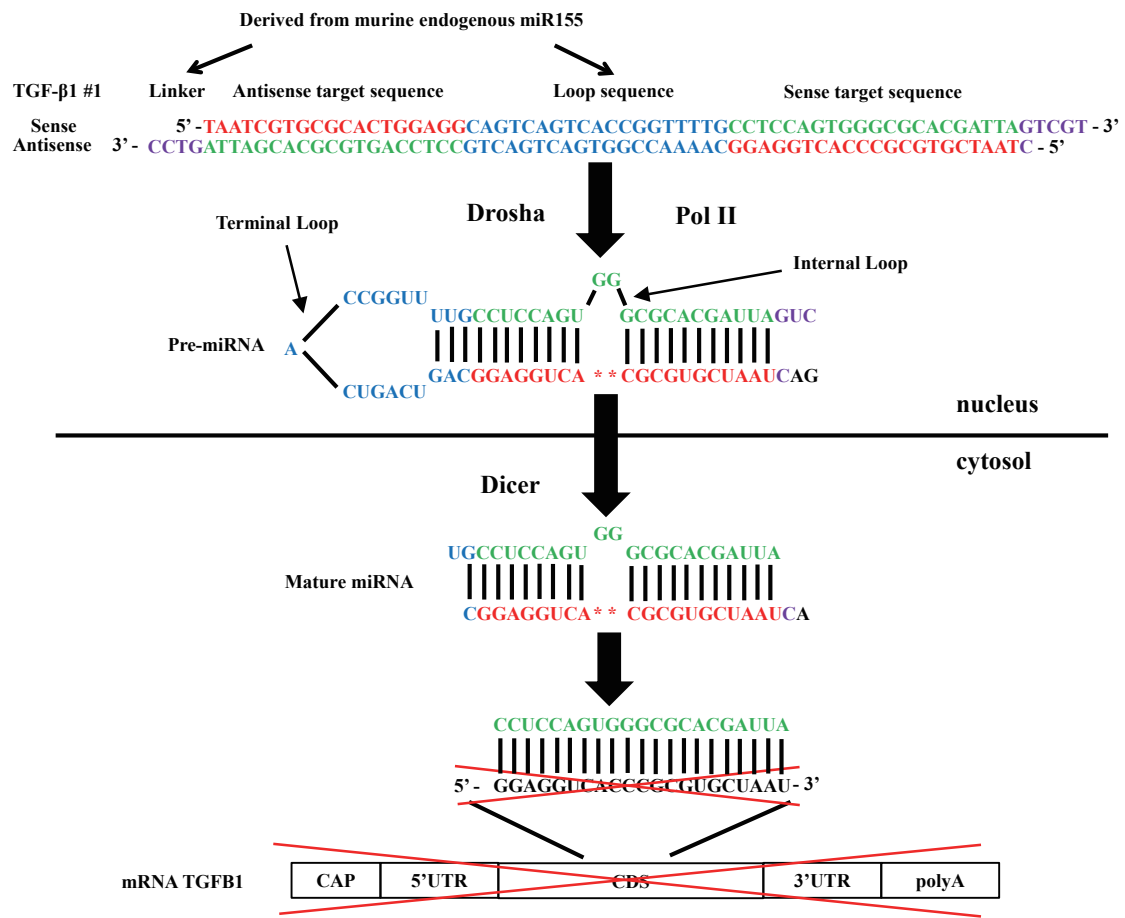 Derived from murine endogenous miR155
TGF-β1 #1 Linker Antisense target sequence Loop sequence Sense target sequence
Sense 5’ -TAATCGTGCGCACTGGAGGCAGTCAGTCACCGGTTTTGCCTCCAGTGGGCGCACGATTAGTCGT - 3’
Antisense 3’ - CCTGATTAGCACGCGTGACCTCCGTCAGTCAGTGGCCAAAACGGAGGTCACCCGCGTGCTAATC - 5’
Drosha Pol II
Terminal Loop
GG
Internal Loop
CCGGUU
UUGCCUCCAGU GCGCACGAUUAGUC
Pre-miRNA A
GACGGAGGUCA * * CGCGUGCUAAUCAG
CUGACU
nucleus
cytosol
Dicer
GG
UGCCUCCAGU GCGCACGAUUA
Mature miRNA
CGGAGGUCA * * CGCGUGCUAAUCA
CCUCCAGUGGGCGCACGAUUA
5’ - GGAGGUCACCCGCGUGCUAAU - 3’
mRNA TGFB1 CAP 5’UTR CDS 3’UTR polyA